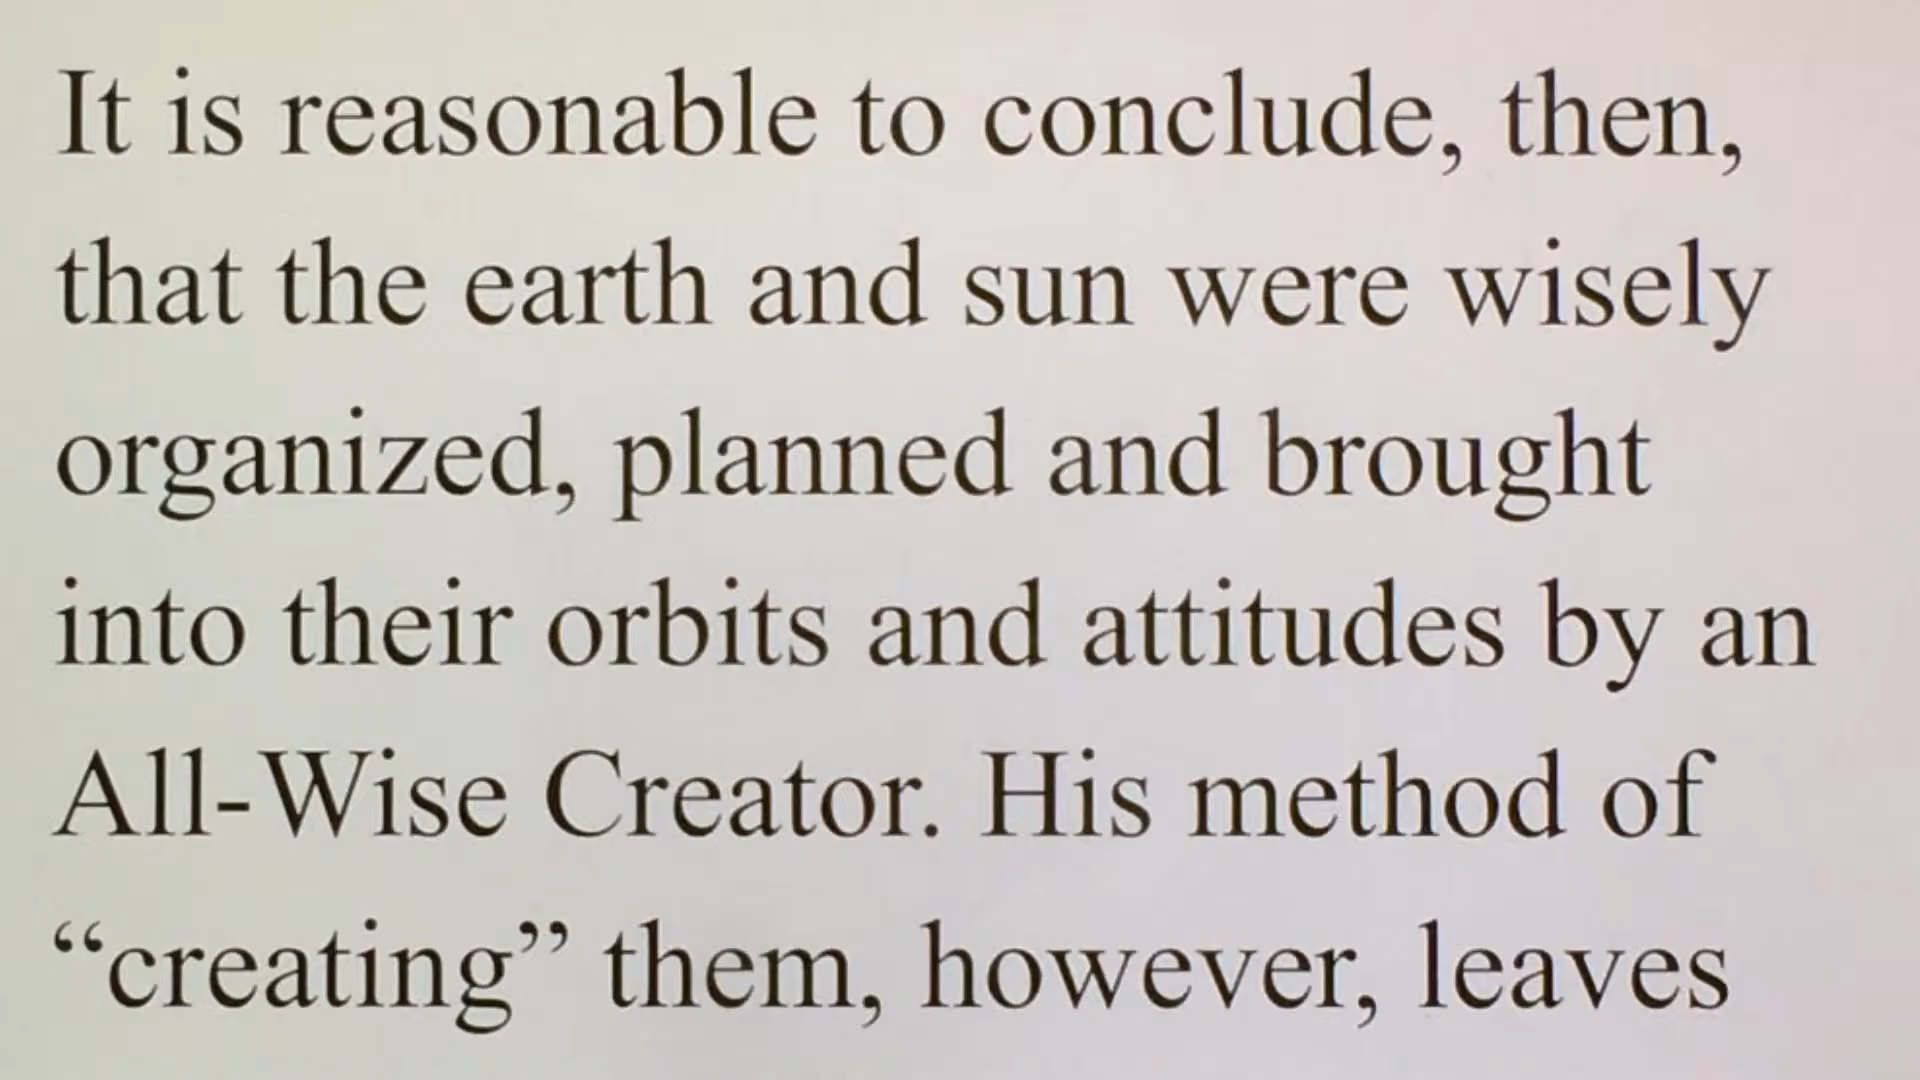 It is reasonable to conclude, then,
that the earth and sun were wisely
organized, planned and brought
into their orbits and attitudes by an
All-Wise Creator. His method of
“creating” them, however, leaves